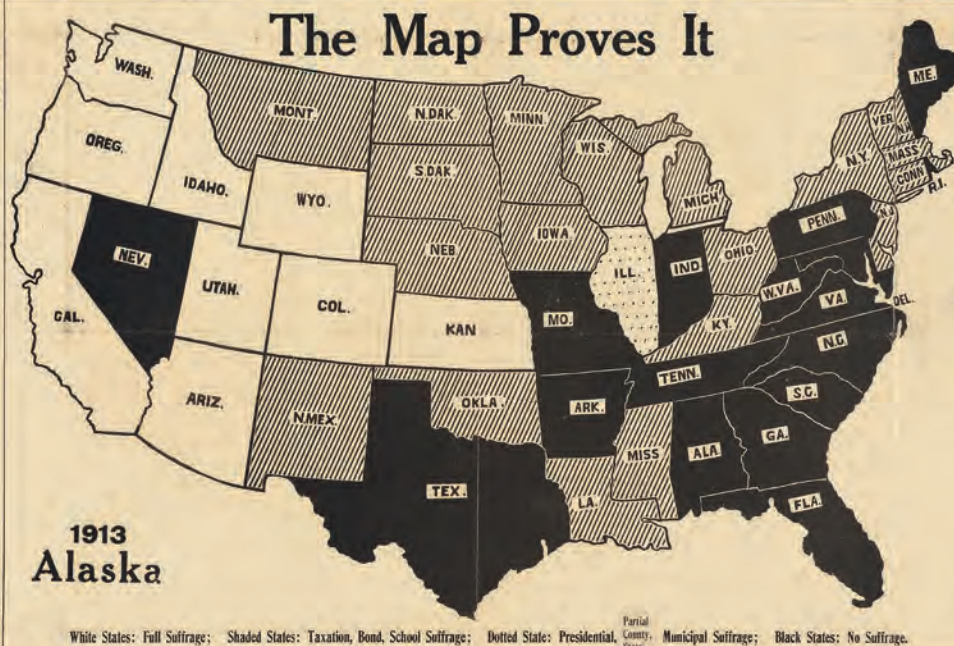 The Map Proves It
WASH.
MONT.
N.DAK.
MINN.
ME.
OREG.
IDAHO.
WYO.
S.DAK
WIS.
MICH
VER.
N.H.
N.Y.
MASS.
CONN
R.I.
NEV.
UTAH.
COL.
NEB
IOWA.
ILL.
IND
OHIO.
PENN.
N.J.
CAL.
KAN
MO.
KY.
W.VA.
VA.
DEL.
ARIZ.
N.MEX.
OKLA.
ARK.
TENN.
N.C.
S.C.
TEX.
LA.
MISS
ALA.
GA.
FLA.
1913
Alaska
White States: Full Suffrage; Shaded States: Taxation, Bond, School Suffrage; Dotted State: Presidential, Partial County, Municipal Suffrage; Black States: No Suffrage.